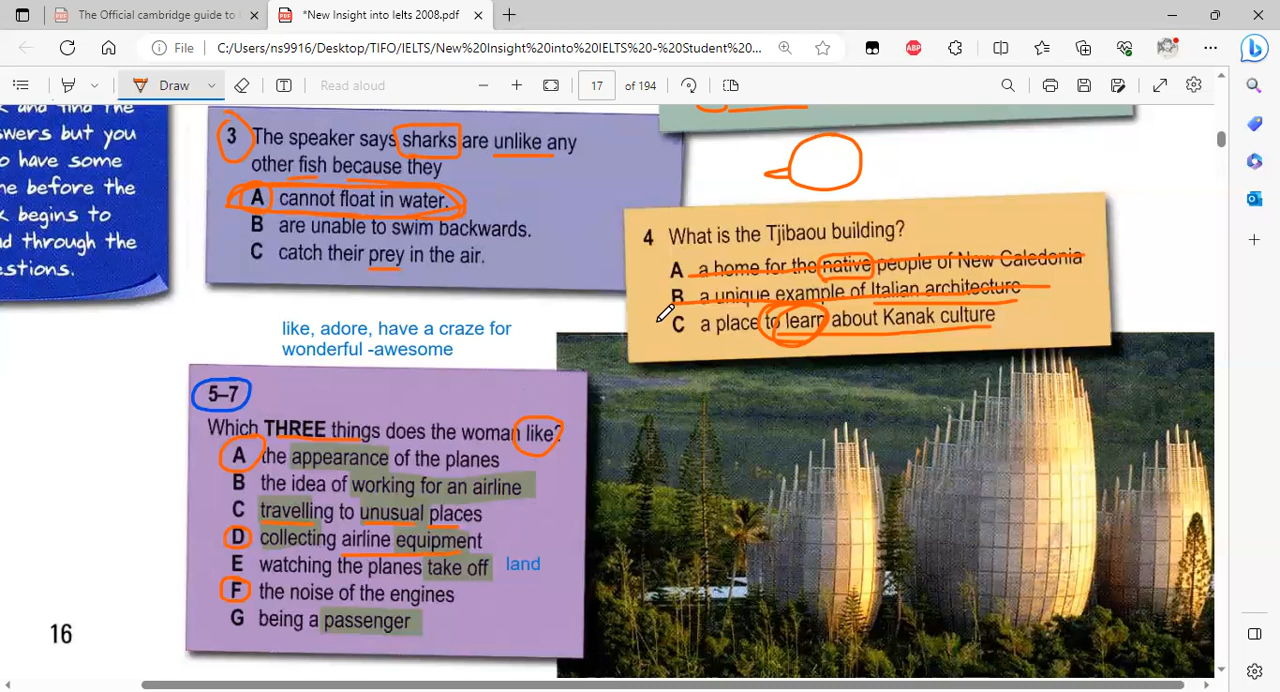 The Official cambridge guide to
*New Insight into Ielts 2008.pdf
File
C:/Users/ns9916/Desktop/TIFO/IELTS/New%20Insight%20into%20IELTS%20-%20Student%20...
ABP
Draw
Read aloud
17 of 194
and find the
swers but you
o have some
ne before the
k begins to
ad through the
estions.
3 The speaker says sharks are unlike any
other fish because they
A cannot float in water.
B are unable to swim backwards.
C catch their prey in the air.
4 What is the Tjibaou building?
A a home for the native people of New Caledonia
B a unique example of Italian architecture
C a place to learn about Kanak culture
like, adore, have a craze for
wonderful -awesome
5–7
Which THREE things does the woman like?
A the appearance of the planes
B the idea of working for an airline
C travelling to unusual places
D collecting airline equipment
E watching the planes take off land
F the noise of the engines
G being a passenger
16